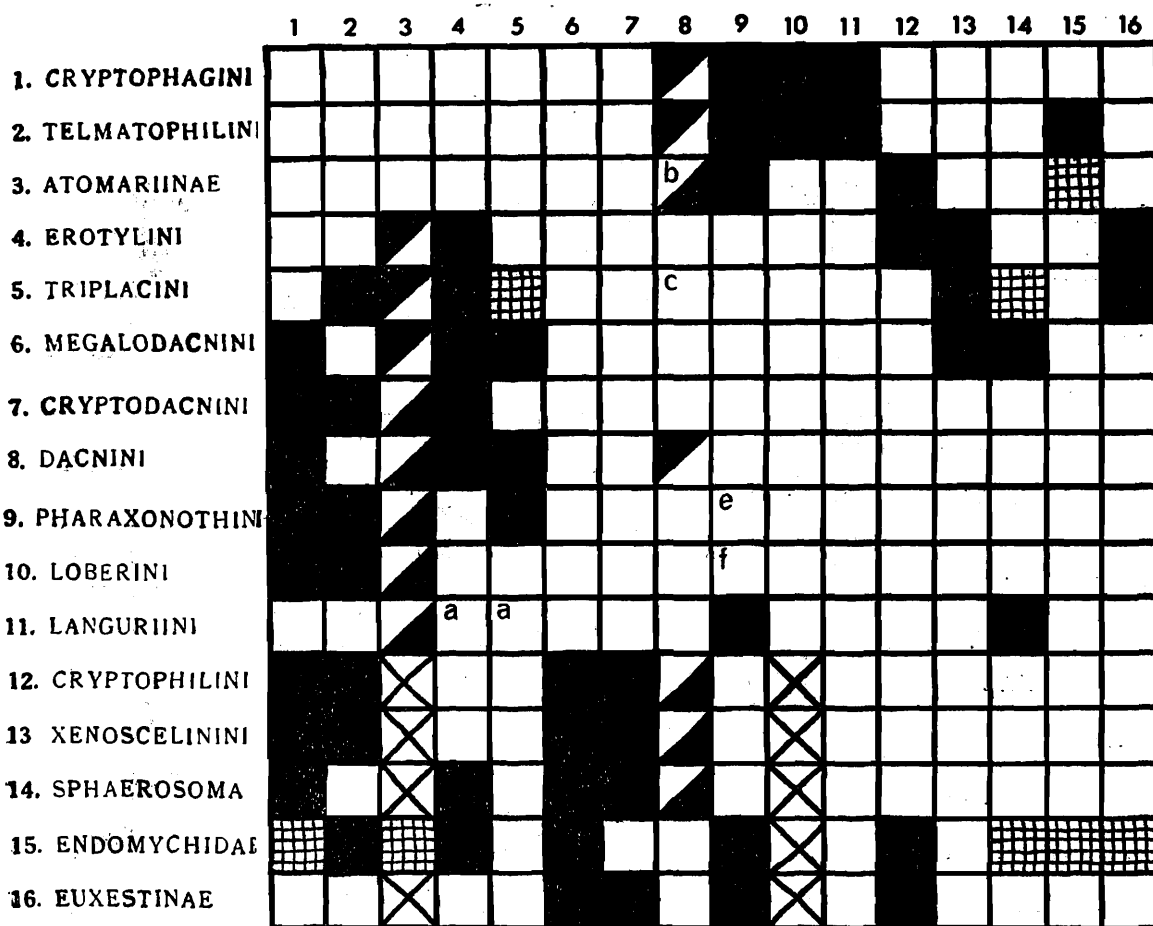 1 2 3 4 5 6 7 8 9 10 11 12 13 14 15 16
1. CRYPTOPHAGINI
2. TELMATOPHILINI
3. ATOMARIINAE b
4. EROTYLINI
5. TRIPLACINI c
6. MEGALODACNINI
7. CRYPTODACNINI
8. DACNINI
9. PHARAXONOTHINI e
10. LOBERINI f
11. LANGURIINI a a
12. CRYPTOPHILINI
13 XENOSCELININI
14. SPHAEROSOMA
15. ENDOMYCHIDAE
16. EUXESTINAE